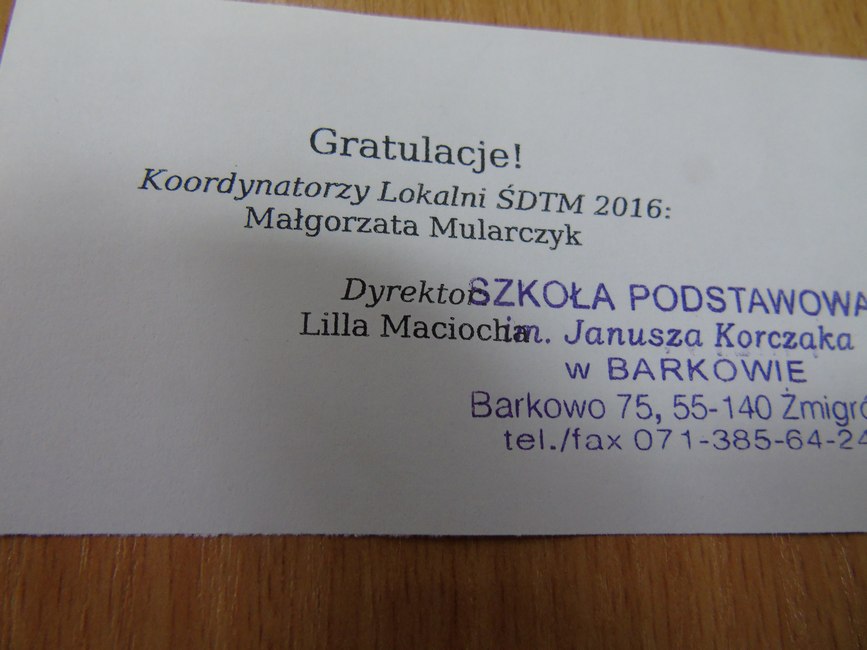 Gratulacje!
Koordynatorzy Lokalni ŚDTM 2016:
Małgorzata Mularczyk
Dyrektor
Lilla Maciocha
SZKOŁA PODSTAWOWA
im. Janusza Korczaka
w BARKOWIE
Barkowo 75, 55-140 Żmigró
tel./fax 071-385-64-24